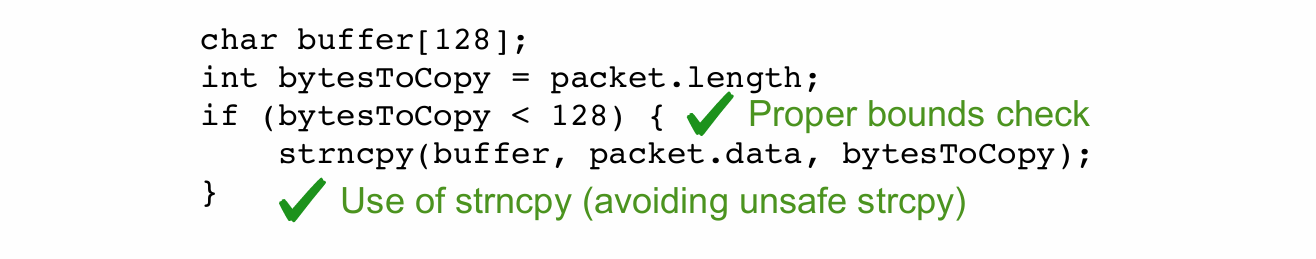 char buffer[128];
int bytesToCopy = packet.length;
if (bytesToCopy < 128) { Proper bounds check
strncpy(buffer, packet.data, bytesToCopy);
} Use of strncpy (avoiding unsafe strcpy)